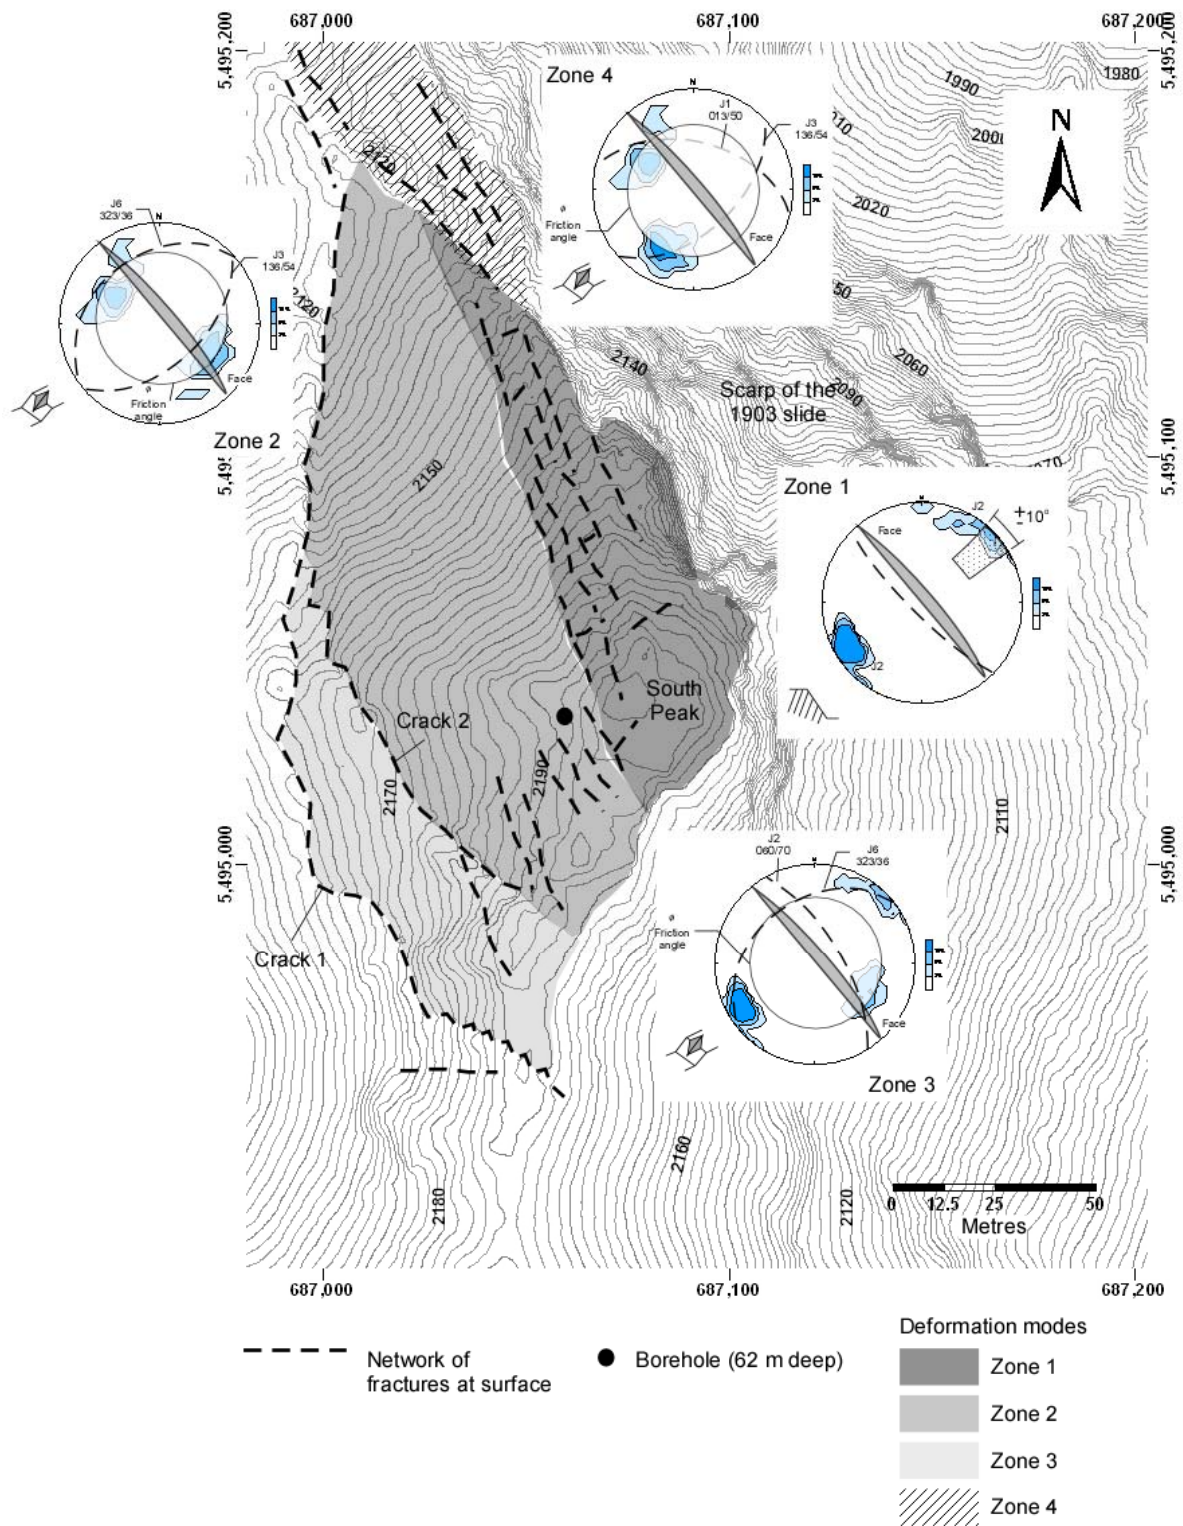 687,000
687,100
687,200
5,495,200
5,495,200
Zone 4
N
J1
013/50
J3
136/54
ø
Friction
angle
Face
1990
1980
2020
N
2120
J6
323/36
N
J3
136/54
ø
Friction
angle
Face
Zone 2
2120
2140
2060
2090
Scarp of the
1903 slide
5,495,100
2150
Zone 1
Face
J2
±10°
J2
South
Peak
Crack 2
2190
2170
2110
5,495,000
5,495,000
J2
060/70
J6
323/36
N
ø
Friction
angle
Face
Zone 3
Crack 1
2160
2180
2120
0 12.5 25 50
Metres
687,000
687,100
687,200
Network of
fractures at surface
Borehole (62 m deep)
Deformation modes
Zone 1
Zone 2
Zone 3
Zone 4